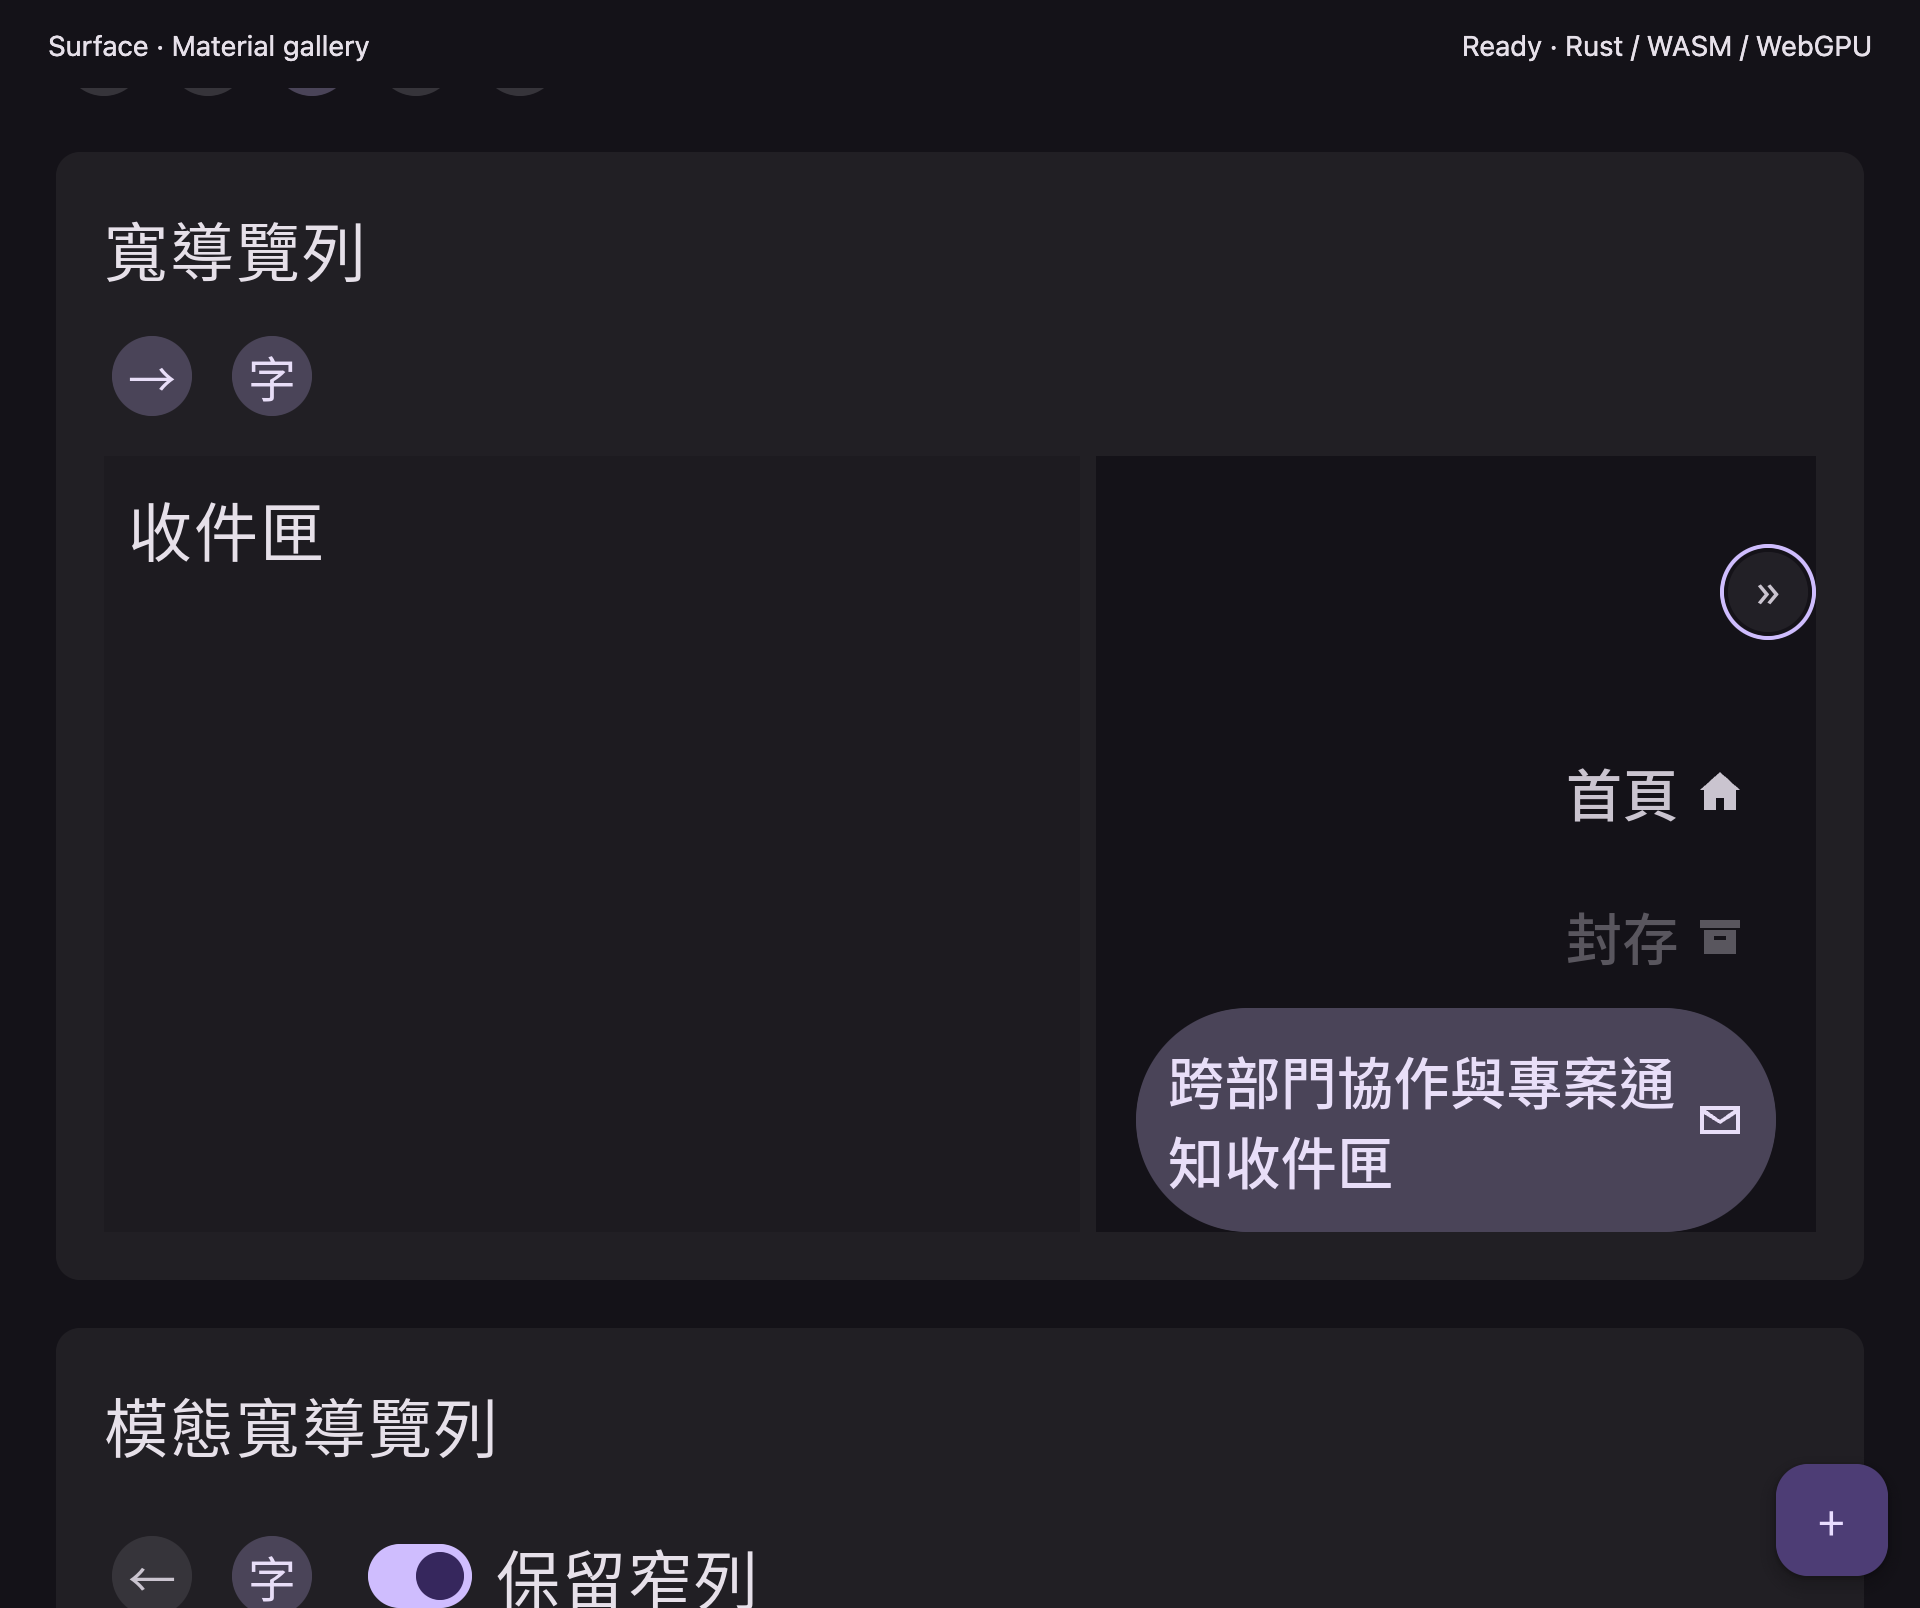 Surface · Material gallery
Ready · Rust / WASM / WebGPU
寬導覽列
→ 字
收件匣
»
首頁
封存
跨部門協作與專案通
知收件匣
模態寬導覽列
← 字 保留窄列
+